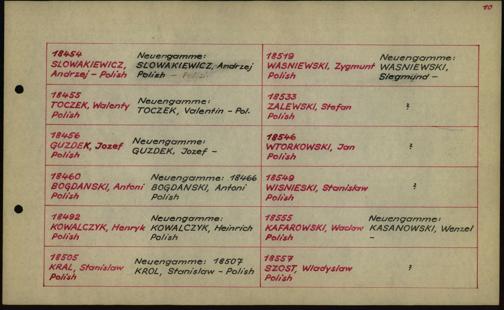 10
18454 Neuengamme:
SLOWAKIEWICZ, SLOWAKIEWICZ, Andrzej
Andrzej - Polish Polish -
18455 Neuengamme:
TOCZEK, Walenty TOCZEK, Valentin - Pol.
Polish
18456 Neuengamme:
GUZDEK, Jozef GUZDEK, Jozef -
Polish
18460 Neuengamme: 18466
BOGDANSKI, Antoni BOGDANSKI, Antoni
Polish Polish
18492 Neuengamme:
KOWALCZYK, Henryk KOWALCZYK, Heinrich
Polish Polish
18505 Neuengamme: 18507
KRAL, Stanislaw KROL, Stanislaw - Polish
Polish
18519 Neuengamme:
WASNIEWSKI, Zygmunt WASNIEWSKI,
Polish Siegmund -
18533
ZALEWSKI, Stefan ?
Polish
18546
WTORKOWSKI, Jan ?
Polish
18549
WISNIESKI, Stanislaw ?
Polish
18555 Neuengamme:
KAFAROWSKI, Waclaw KASANOWSKI, Wenzel
Polish -
18557
SZOST, Wladyslaw ?
Polish